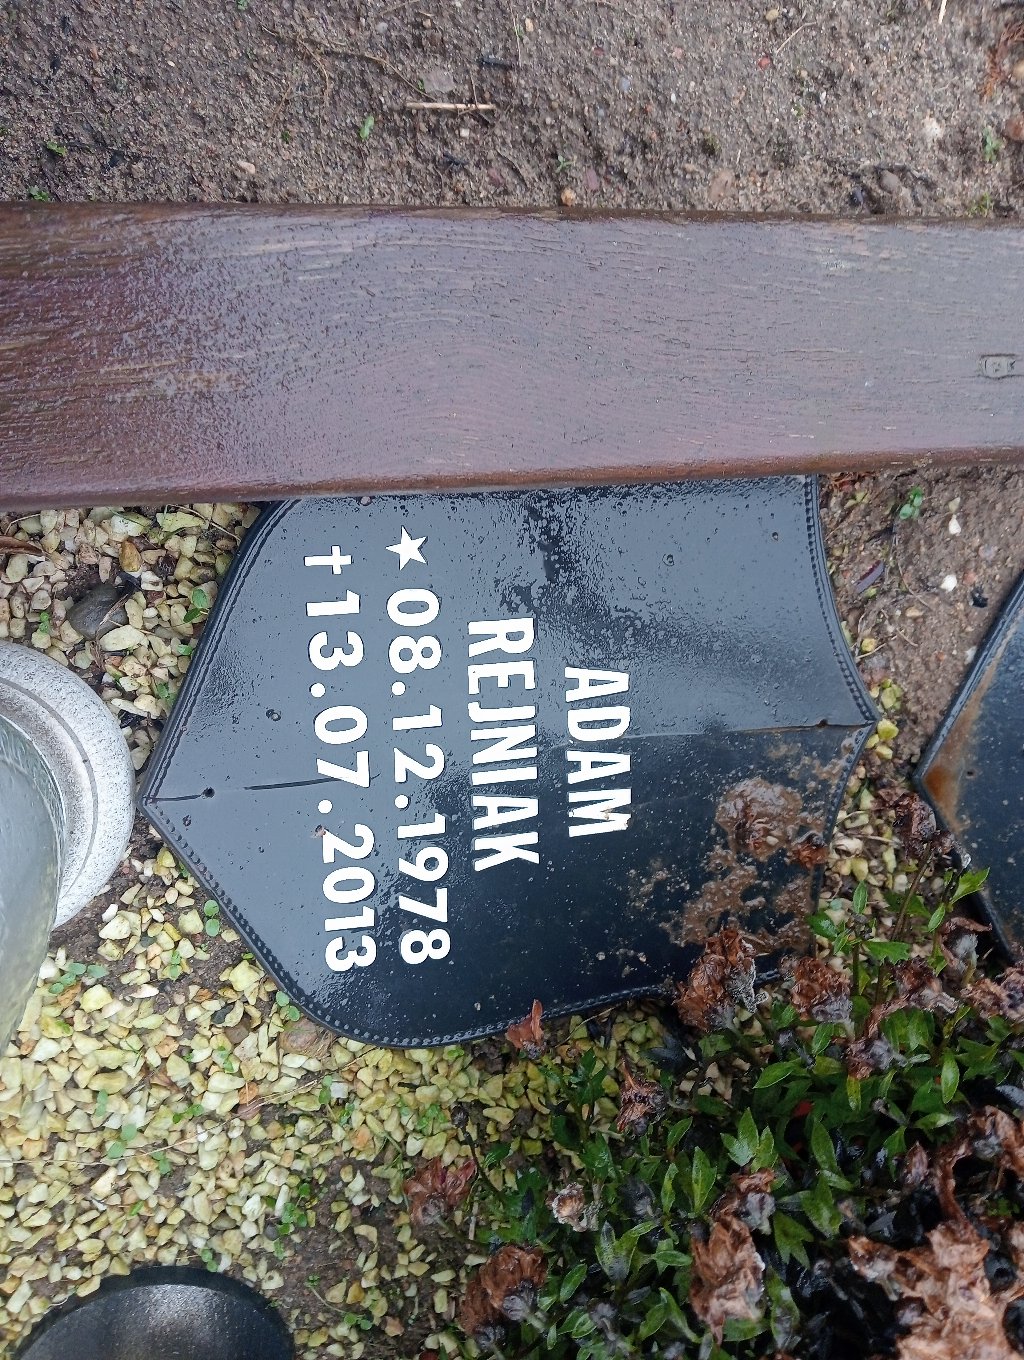 ADAM
REJNIAK
★ 08.12.1978
✝ 13.07.2013